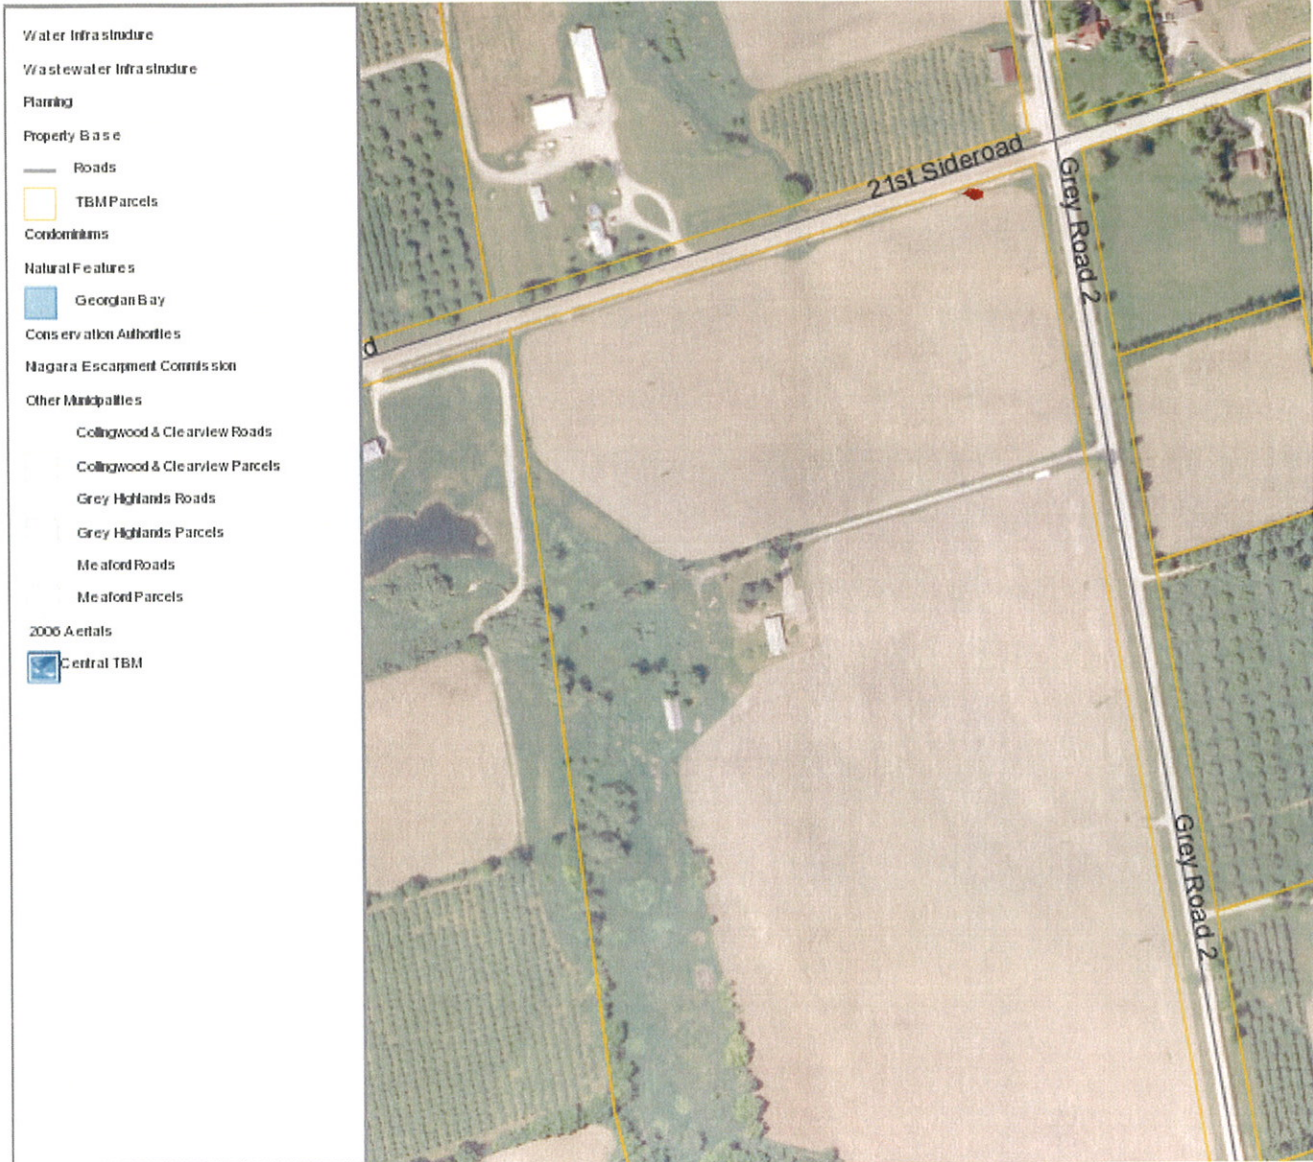 Water Infrastructure
Wastewater Infrastructure
Planning
Property Base
Roads
TBM Parcels
Condominiums
Natural Features
Georgian Bay
Conservation Authorities
Niagara Escarpment Commission
Other Municipalities
Collingwood & Clearview Roads
Collingwood & Clearview Parcels
Grey Highlands Roads
Grey Highlands Parcels
Meaford Roads
Meaford Parcels
2006 Aerials
Central TBM
21st Sideroad
Grey Road 2
d
Grey Road 2